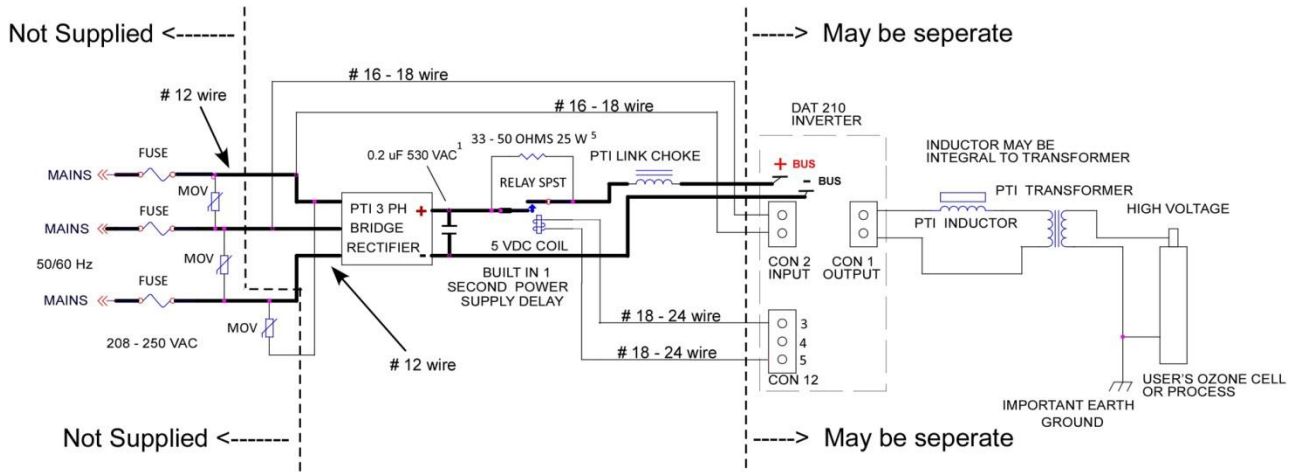 Not Supplied <-------
-----> May be seperate
# 16 - 18 wire
# 12 wire
# 16 - 18 wire
DAT 210
INVERTER
33 - 50 OHMS 25 W 5
INDUCTOR MAY BE
INTEGRAL TO TRANSFORMER
FUSE
0.2 uF 530 VAC 1
PTI LINK CHOKE
+ BUS
- BUS
MAINS
MOV
RELAY SPST
PTI TRANSFORMER
FUSE
PTI 3 PH +
BRIDGE
RECTIFIER -
HIGH VOLTAGE
PTI INDUCTOR
MAINS
5 VDC COIL
50/60 Hz
MOV
CON 2
INPUT
CON 1
OUTPUT
FUSE
BUILT IN 1
SECOND POWER
SUPPLY DELAY
MAINS
MOV
# 18 - 24 wire
3
208 - 250 VAC
4
# 12 wire
# 18 - 24 wire
5
CON 12
USER'S OZONE CELL
OR PROCESS
IMPORTANT EARTH
GROUND
Not Supplied <-------
-----> May be seperate